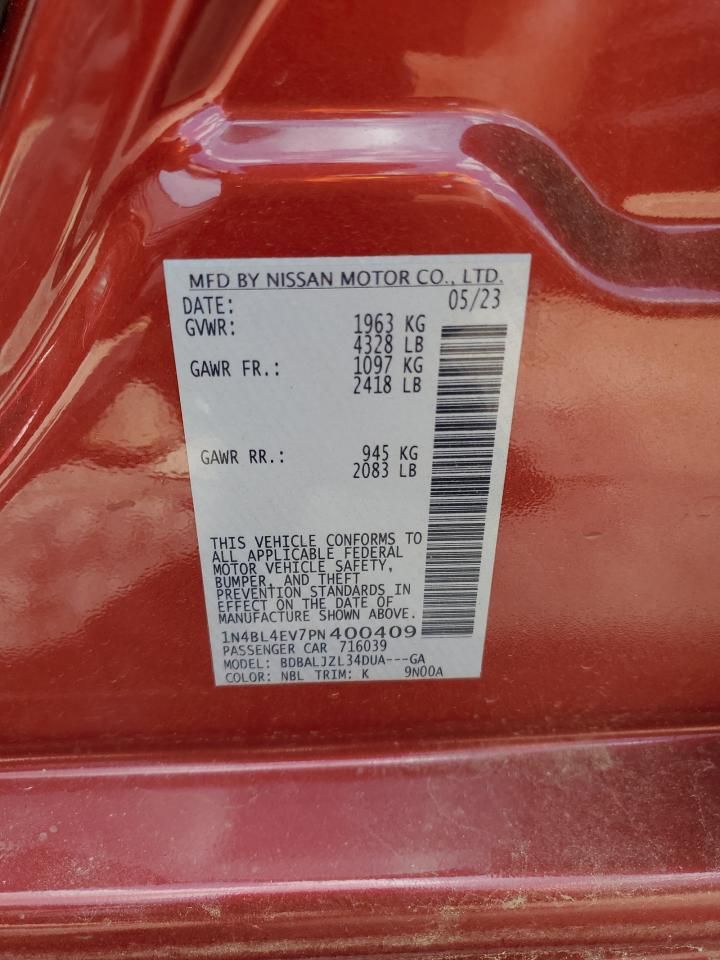 MFD BY NISSAN MOTOR CO., LTD.
DATE: 05/23
GVWR: 1963 KG
4328 LB
GAWR FR.: 1097 KG
2418 LB
GAWR RR.: 945 KG
2083 LB
THIS VEHICLE CONFORMS TO
ALL APPLICABLE FEDERAL
MOTOR VEHICLE SAFETY,
BUMPER, AND THEFT
PREVENTION STANDARDS IN
EFFECT ON THE DATE OF
MANUFACTURE SHOWN ABOVE.
1N4BL4EV7PN400409
PASSENGER CAR 716039
MODEL: BDBALJZL34DUA---GA
COLOR: NBL TRIM: K 9N00A